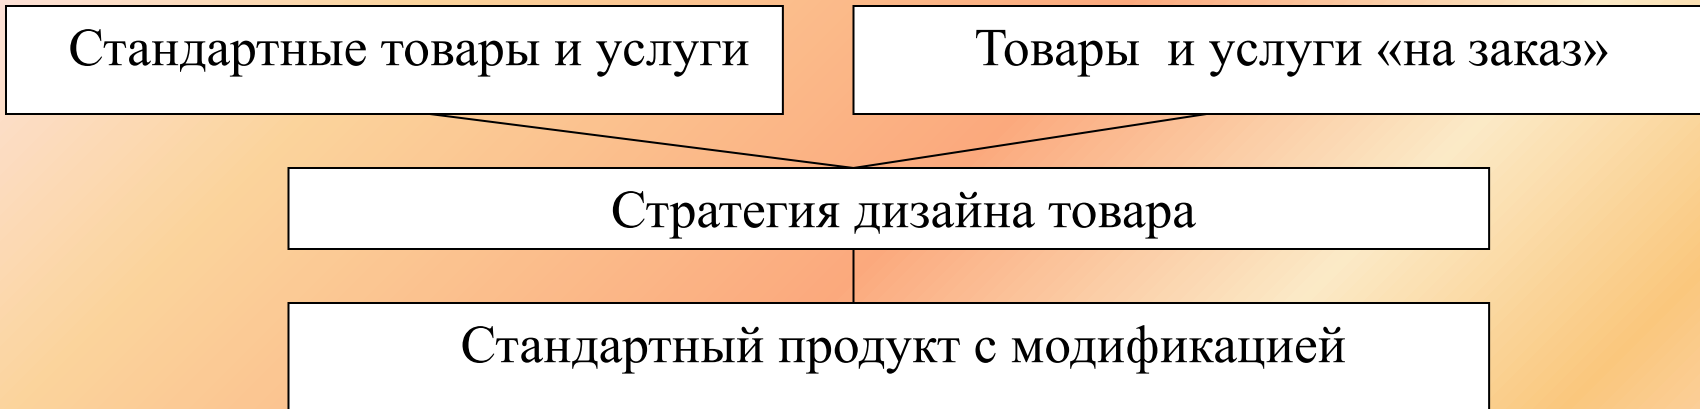 Стандартные товары и услуги
Товары и услуги «на заказ»
Стратегия дизайна товара
Стандартный продукт с модификацией